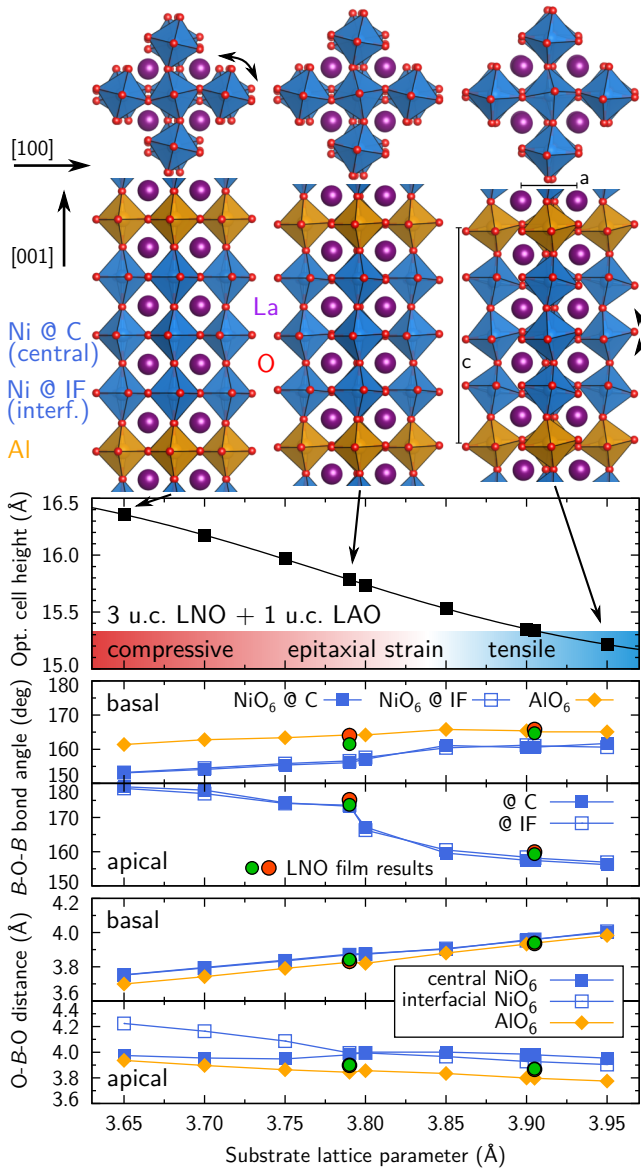 [100]
[001]
a
c
La
O
Ni @ C
(central)
Ni @ IF
(interf.)
Al
Opt. cell height (Å)
16.5
16.0
15.5
15.0
3 u.c. LNO + 1 u.c. LAO
compressive epitaxial strain tensile
B-O-B bond angle (deg)
180
170
160
150
basal
NiO₆ @ C NiO₆ @ IF AlO₆
180
170
160
150
apical
@ C
@ IF
LNO film results
O-B-O distance (Å)
4.2
4.0
3.8
3.6
basal
central NiO₆
interfacial NiO₆
AlO₆
4.4
4.2
4.0
3.8
3.6
apical
3.65 3.70 3.75 3.80 3.85 3.90 3.95
Substrate lattice parameter (Å)